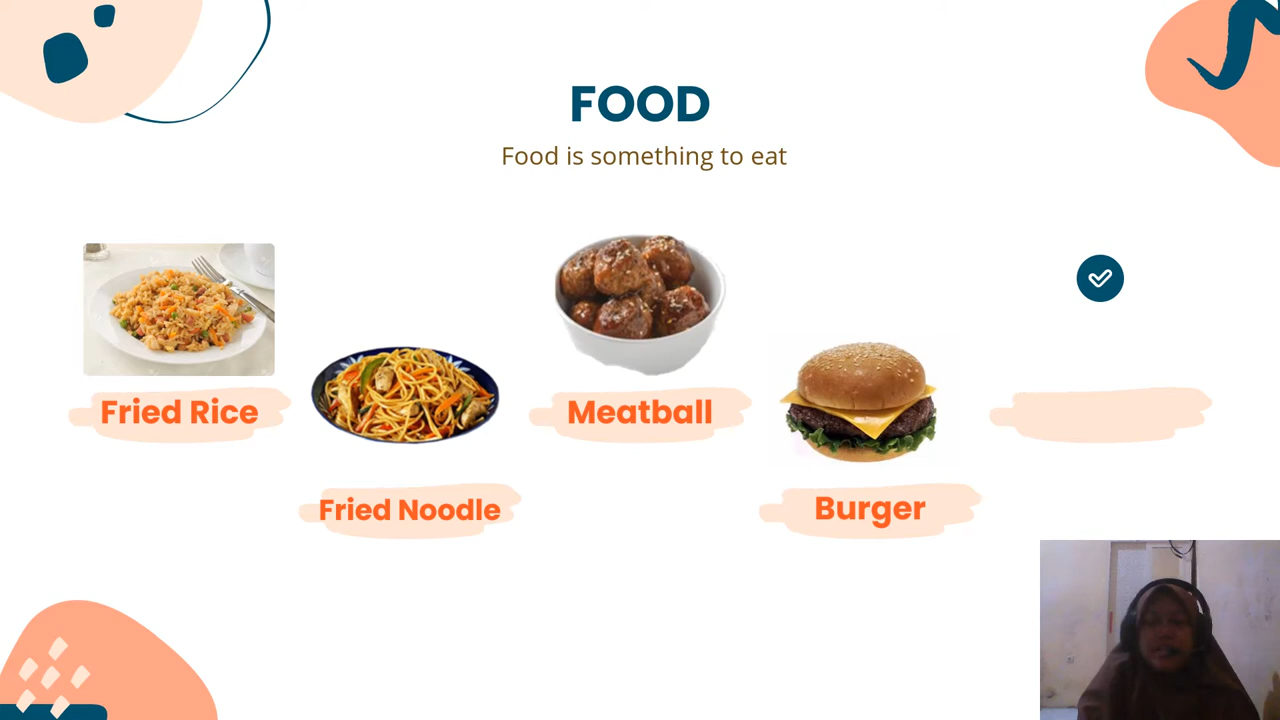 FOOD
Food is something to eat
Fried Rice
Meatball
Fried Noodle
Burger